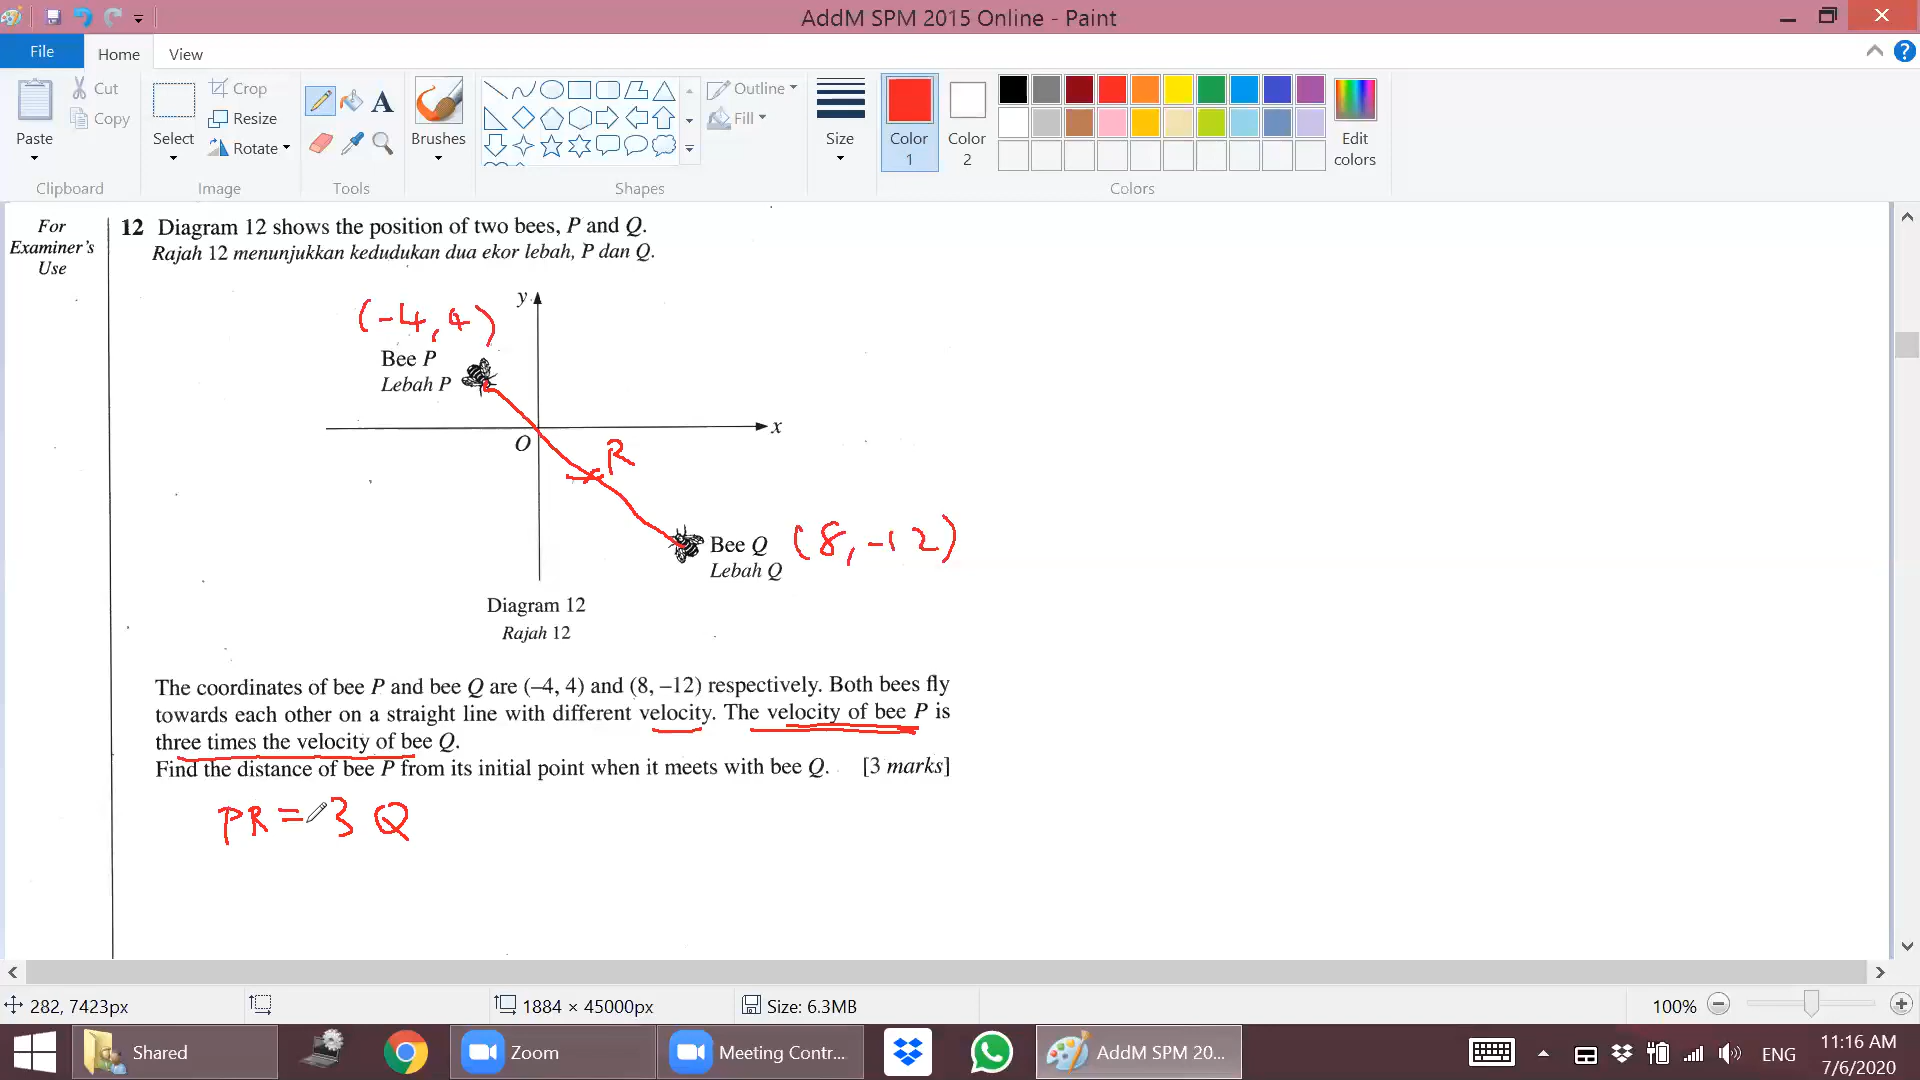 AddM SPM 2015 Online - Paint
File
Home
View
Paste
Cut
Copy
Clipboard
Select
Crop
Resize
Rotate
Image
A
Tools
Brushes
Outline
Fill
Shapes
Size
Color 1
Color 2
Edit colors
Colors
For
Examiner's
Use
12 Diagram 12 shows the position of two bees, P and Q.
Rajah 12 menunjukkan kedudukan dua ekor lebah, P dan Q.
y
(-4, 4)
Bee P
Lebah P
x
O
R
Bee Q (8, -12)
Lebah Q
Diagram 12
Rajah 12
The coordinates of bee P and bee Q are (–4, 4) and (8, –12) respectively. Both bees fly
towards each other on a straight line with different velocity. The velocity of bee P is
three times the velocity of bee Q.
Find the distance of bee P from its initial point when it meets with bee Q. [3 marks]
PR = 3 Q
282, 7423px
1884 × 45000px
Size: 6.3MB
100%
Shared
Zoom
Meeting Contr...
AddM SPM 20...
ENG
11:16 AM
7/6/2020